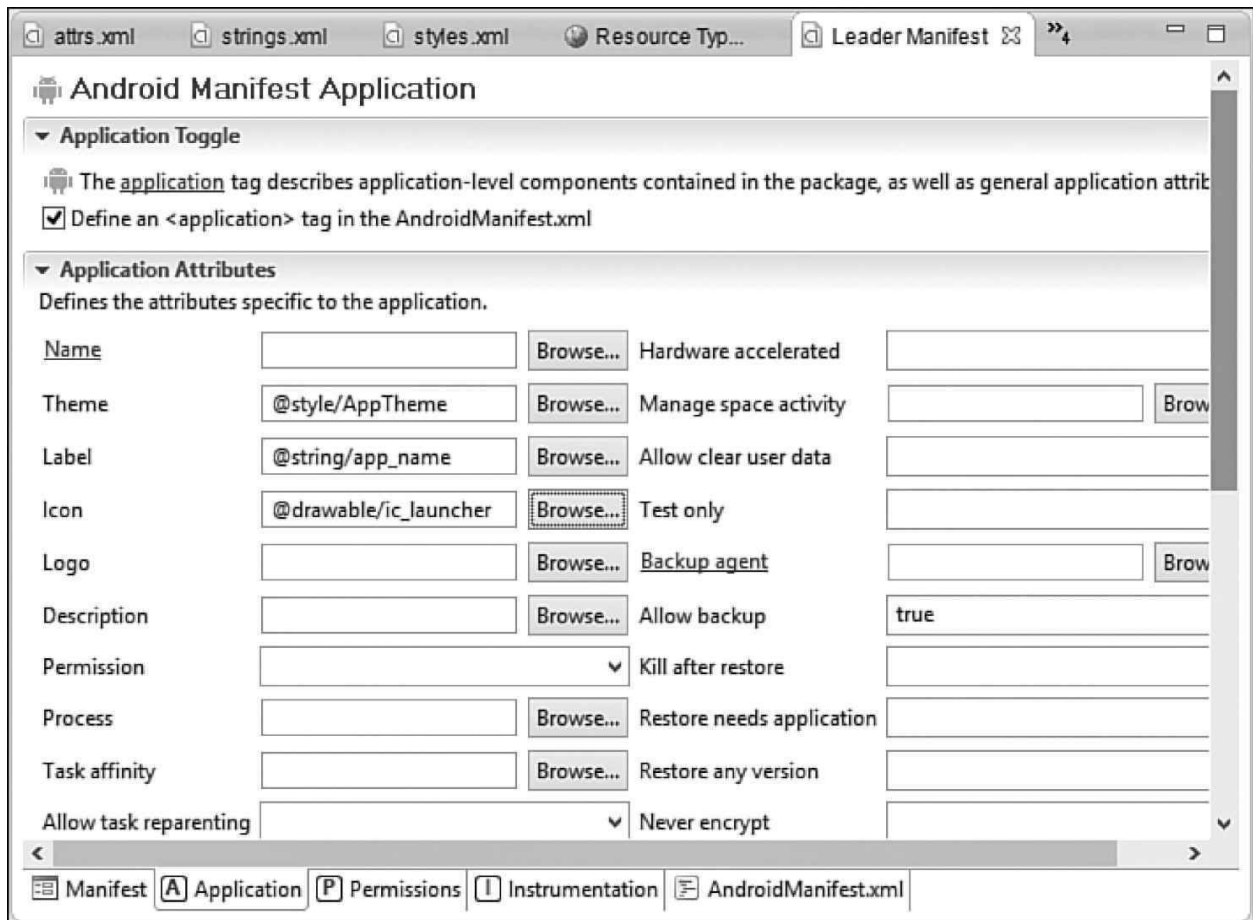 attrs.xml strings.xml styles.xml Resource Typ... Leader Manifest »4
Android Manifest Application
Application Toggle
The application tag describes application-level components contained in the package, as well as general application attrib
Define an <application> tag in the AndroidManifest.xml
Application Attributes
Defines the attributes specific to the application.
Name Browse... Hardware accelerated
Theme @style/AppTheme Browse... Manage space activity Brow
Label @string/app_name Browse... Allow clear user data
Icon @drawable/ic_launcher Browse... Test only
Logo Browse... Backup agent Brow
Description Browse... Allow backup true
Permission Kill after restore
Process Browse... Restore needs application
Task affinity Browse... Restore any version
Allow task reparenting Never encrypt
Manifest A Application P Permissions I Instrumentation AndroidManifest.xml